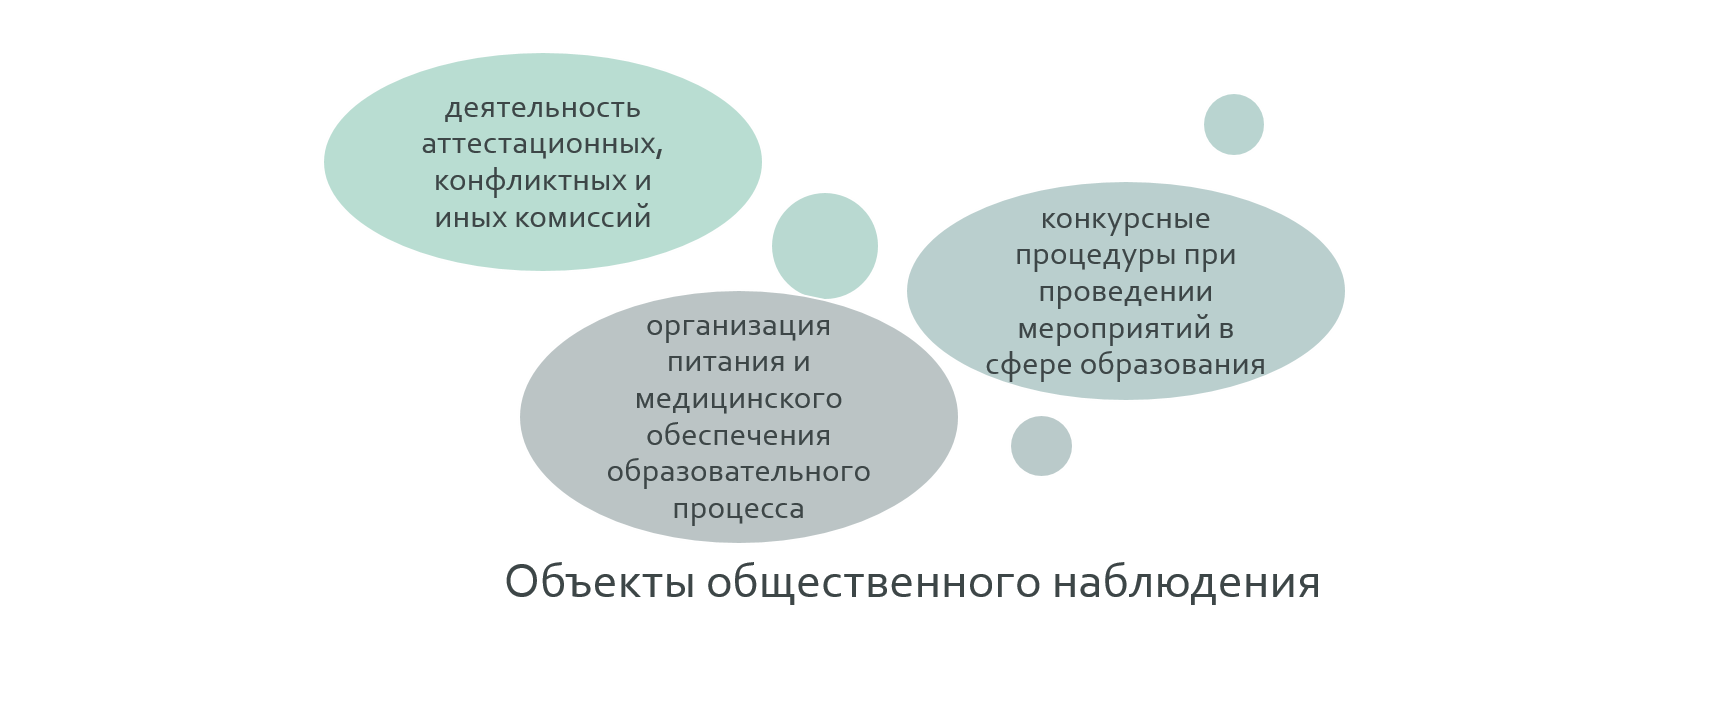 деятельность
аттестационных,
конфликтных и
иных комиссий
конкурсные
процедуры при
проведении
мероприятий в
сфере образования
организация
питания и
медицинского
обеспечения
образовательного
процесса
Объекты общественного наблюдения